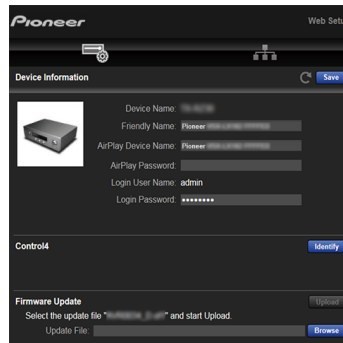 Pioneer
Web Setu
Device Information
Save
Device Name:
Friendly Name: Pioneer
AirPlay Device Name: Pioneer
AirPlay Password:
Login User Name: admin
Login Password: ••••••••
Control4
Identify
Firmware Update
Upload
Select the update file " " and start Upload.
Update File:
Browse